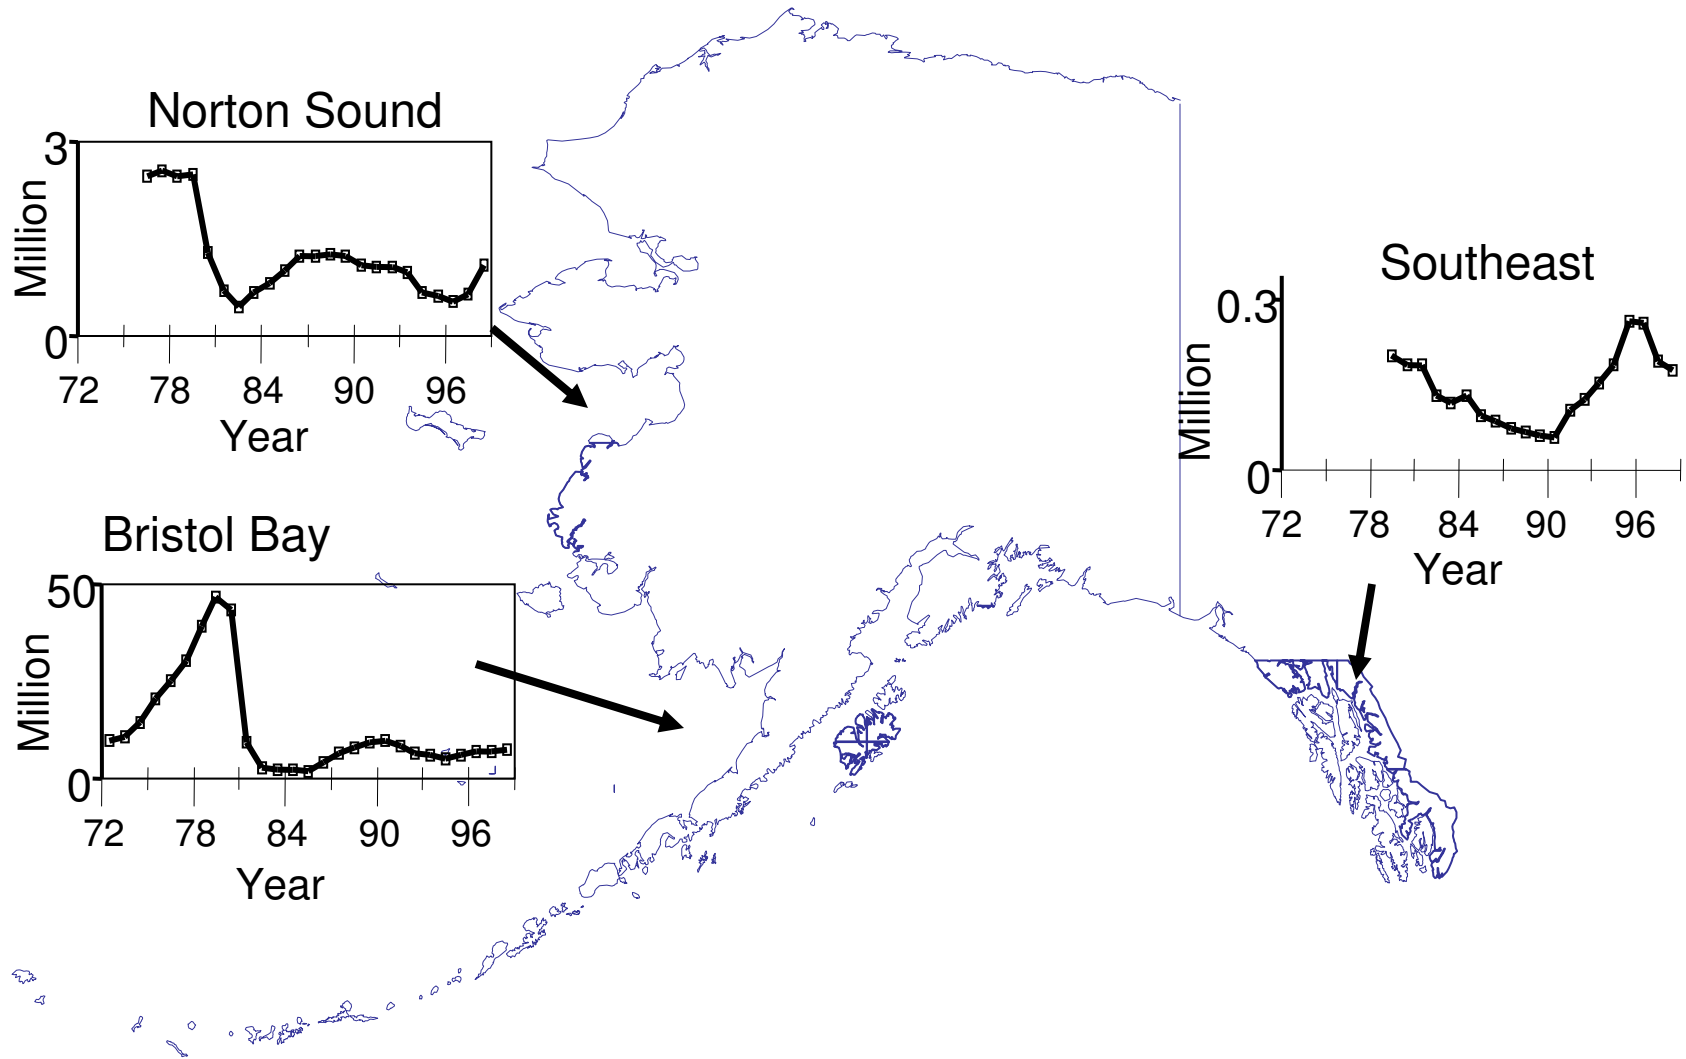 Norton Sound
3
Million
0
72 78 84 90 96
Year
Southeast
0.3
Million
0
72 78 84 90 96
Year
Bristol Bay
50
Million
0
72 78 84 90 96
Year